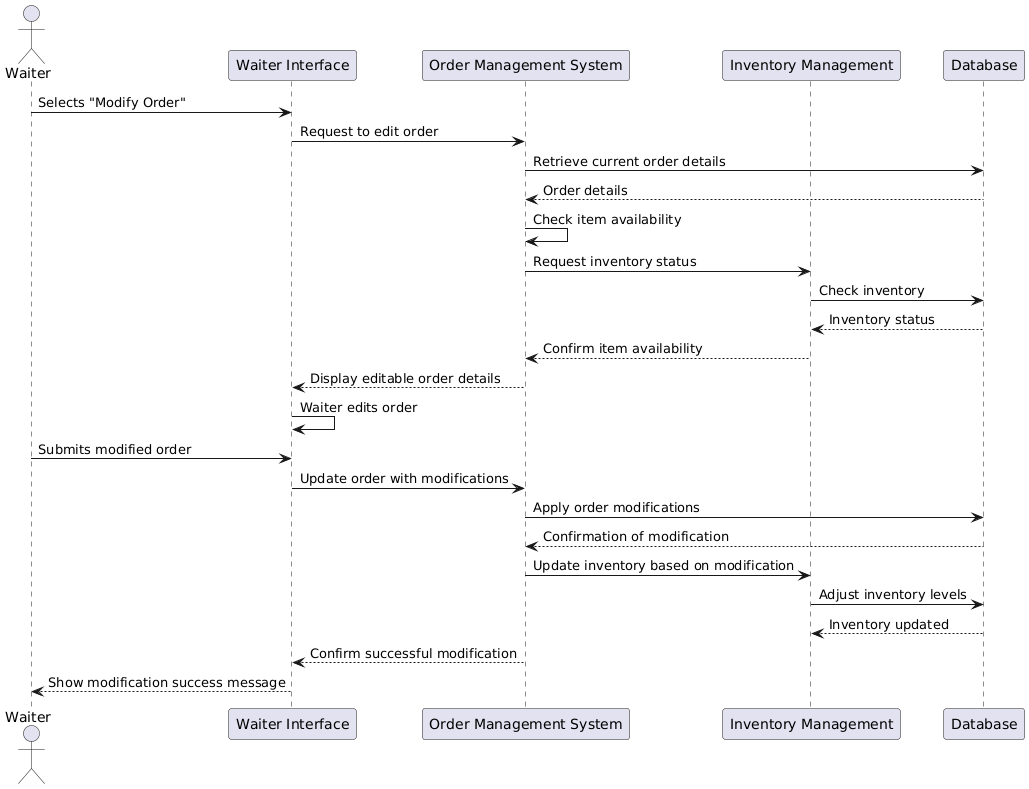 Waiter
Waiter Interface
Order Management System
Inventory Management
Database
Selects "Modify Order"
Request to edit order
Retrieve current order details
Order details
Check item availability
Request inventory status
Check inventory
Inventory status
Confirm item availability
Display editable order details
Waiter edits order
Submits modified order
Update order with modifications
Apply order modifications
Confirmation of modification
Update inventory based on modification
Adjust inventory levels
Inventory updated
Confirm successful modification
Show modification success message
Waiter
Waiter Interface
Order Management System
Inventory Management
Database